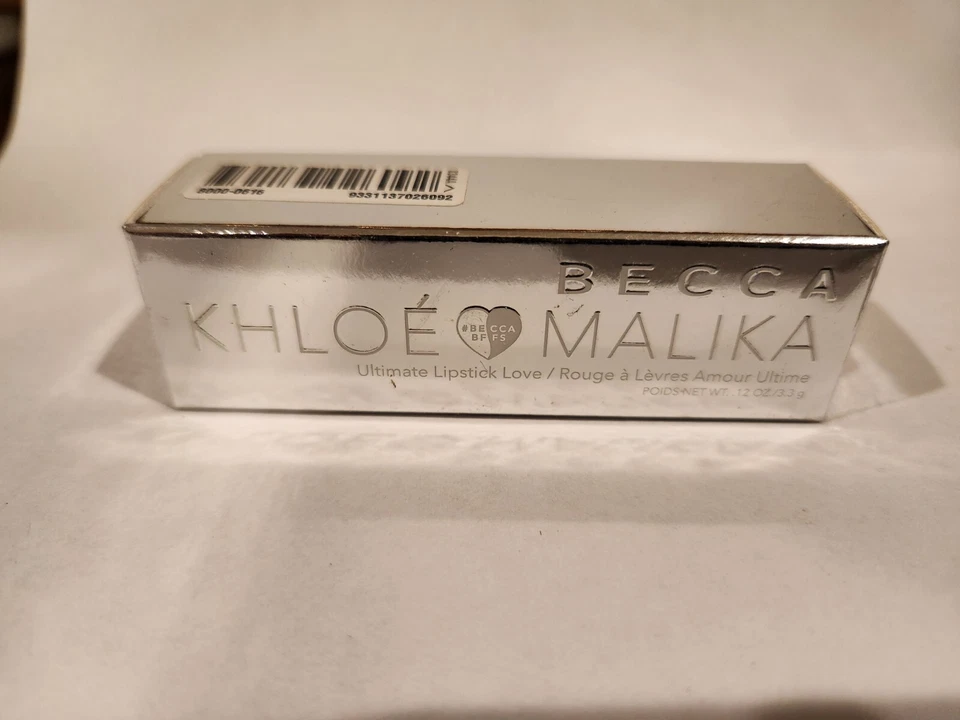 9331137026092
BECCA
KHLOÉ #BECCA BFFS MALIKA
Ultimate Lipstick Love / Rouge à Lèvres Amour Ultime
POIDS-NET WT. .12 OZ./3.3 g